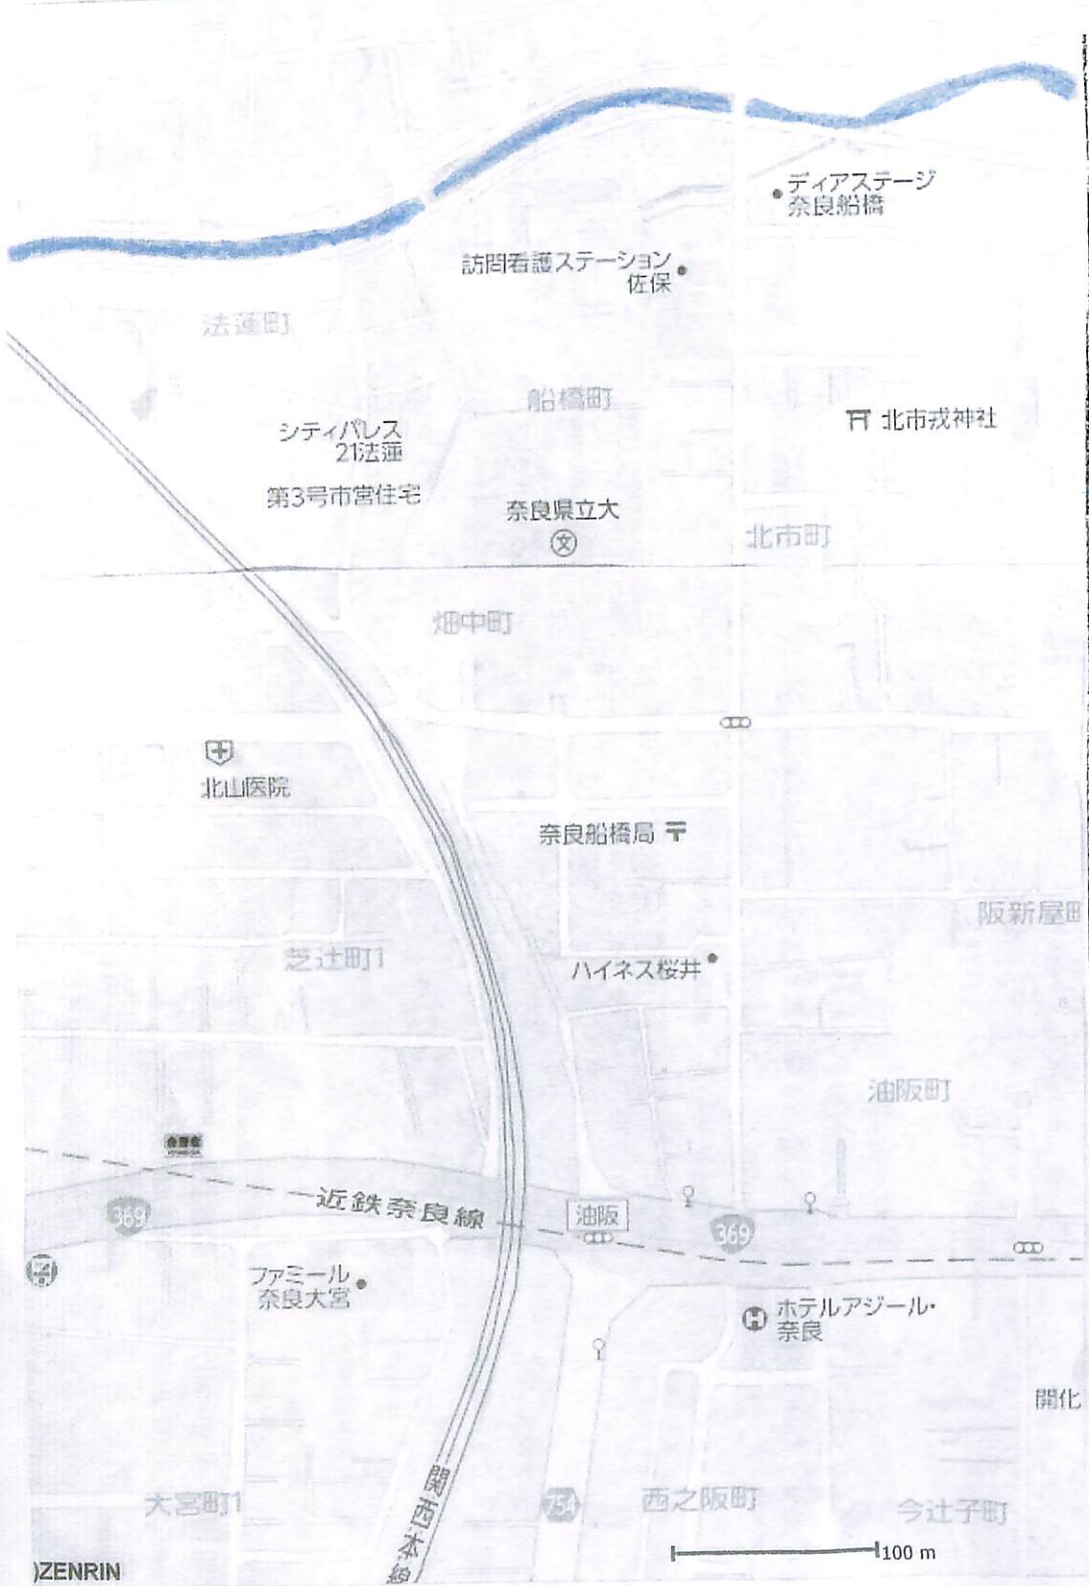 ディアステージ
奈良船橋
訪問看護ステーション
佐保
法蓮町
船橋町
北市戎神社
シティパレス
21法蓮
第3号市営住宅
奈良県立大
文
北市町
畑中町
北山医院
奈良船橋局
阪新屋町
芝辻町1
ハイネス桜井
油阪町
近鉄奈良線
369
油阪
369
ファミール
奈良大宮
H
ホテルアジール・
奈良
開化
関西本線
大宮町1
754
西之阪町
今辻子町
100 m
)ZENRIN